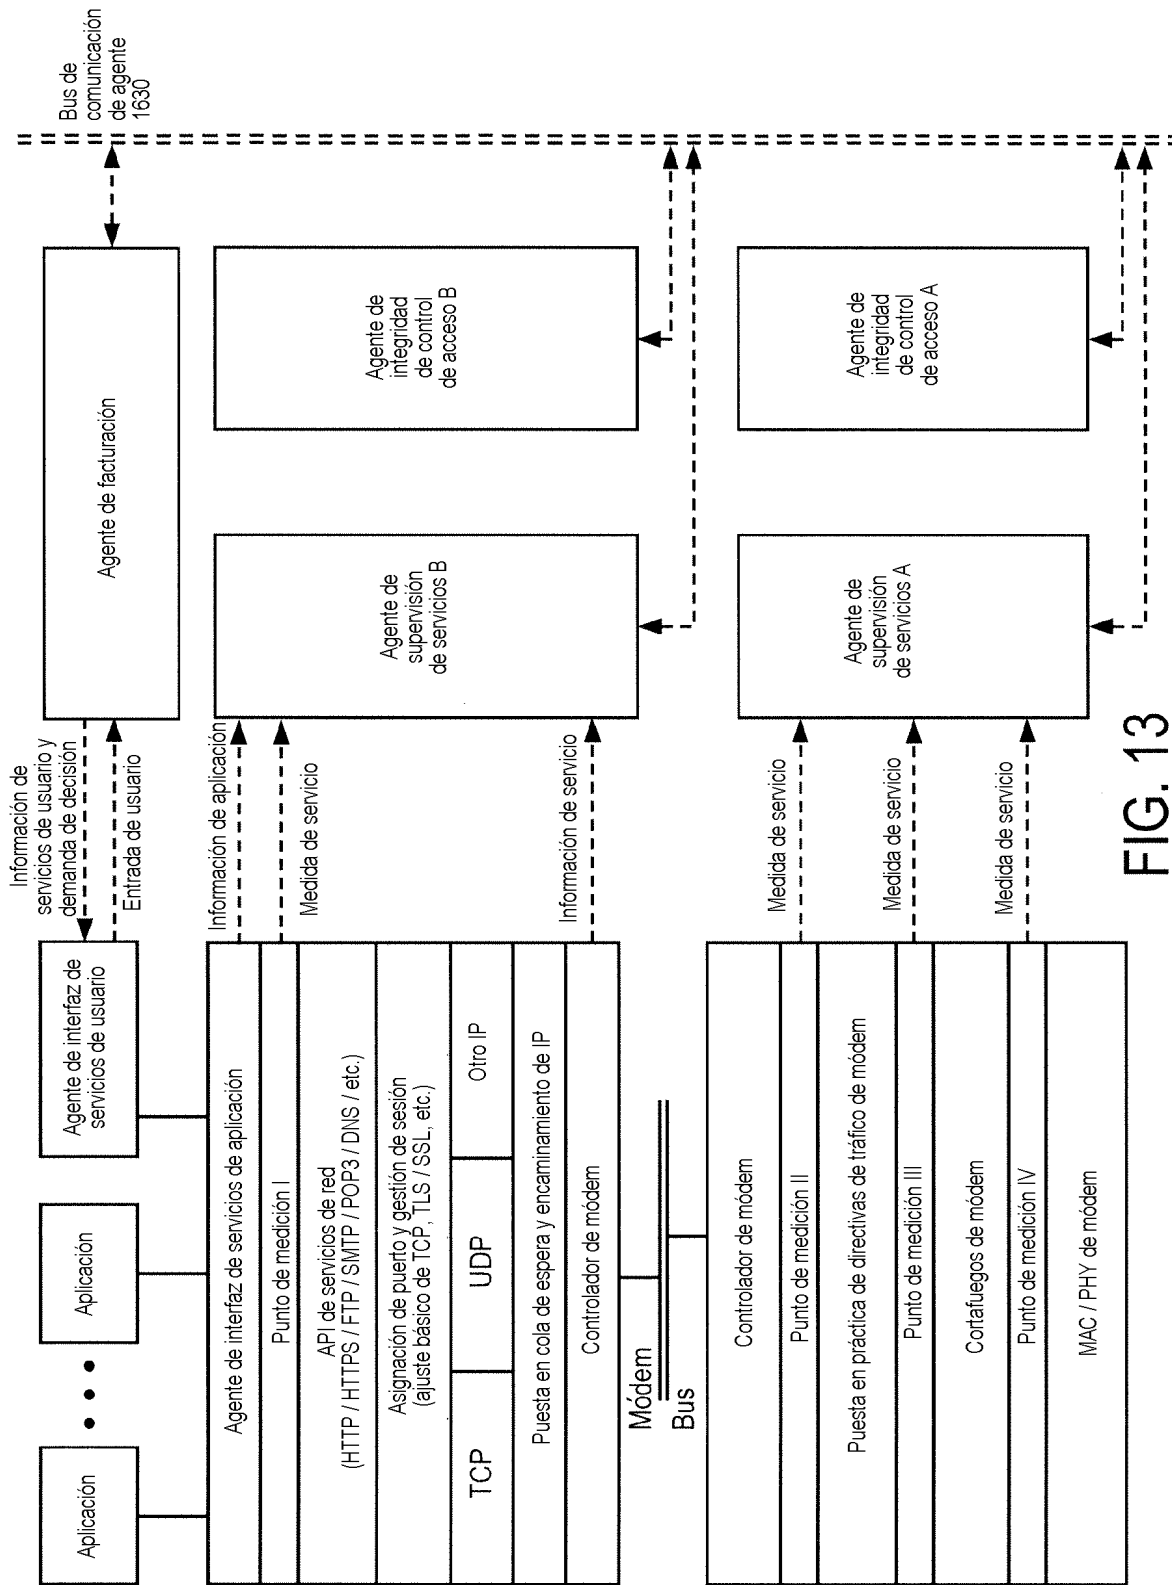 Aplicación
Aplicación
Agente de interfaz de
servicios de usuario
Información de
servicios de usuario y
demanda de decisión
Entrada de usuario
Agente de facturación
Bus de
comunicación
de agente
1630
Agente de interfaz de servicios de aplicación
Punto de medición I
API de servicios de red
(HTTP / HTTPS / FTP / SMTP / POP3 / DNS / etc.)
Asignación de puerto y gestión de sesión
(ajuste básico de TCP, TLS / SSL, etc.)
TCP
UDP
Otro IP
Puesta en cola de espera y encaminamiento de IP
Controlador de módem
Información de aplicación
Medida de servicio
Información de servicio
Agente de
supervisión
de servicios B
Agente de
integridad
de control
de acceso B
Módem
Bus
Controlador de módem
Punto de medición II
Puesta en práctica de directivas de tráfico de módem
Punto de medición III
Cortafuegos de módem
Punto de medición IV
MAC / PHY de módem
Medida de servicio
Medida de servicio
Medida de servicio
Agente de
supervisión
de servicios A
Agente de
integridad
de control
de acceso A
FIG. 13